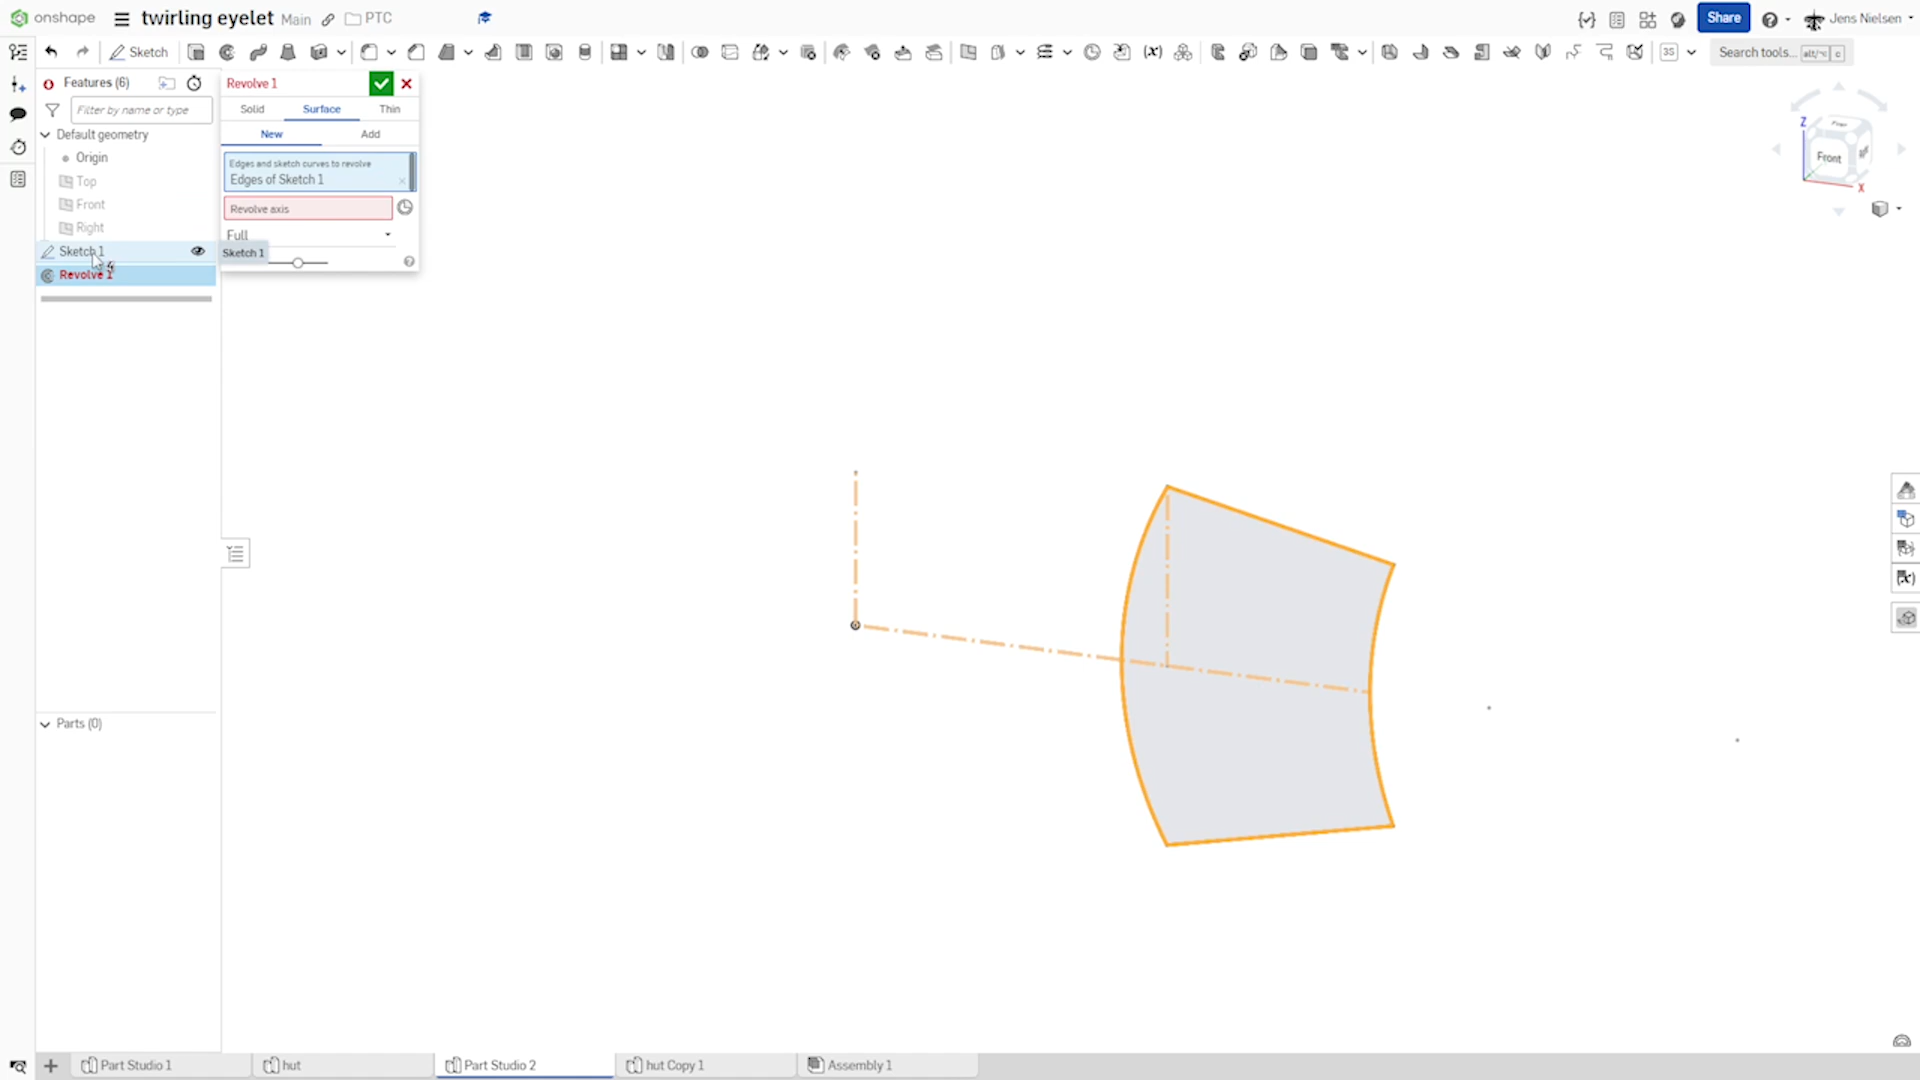 onshape
twirling eyelet Main PTC
Share
Jens Nielsen
Sketch
3S
Search tools... alt/⌥ c
Features (6)
Filter by name or type
Default geometry
Origin
Top
Front
Right
Sketch 1
Revolve 1
Revolve 1
Solid Surface Thin
New Add
Edges and sketch curves to revolve
Edges of Sketch 1
Revolve axis
Full
Sketch 1
Z
Front
X
Parts (0)
Part Studio 1
hut
Part Studio 2
hut Copy 1
Assembly 1